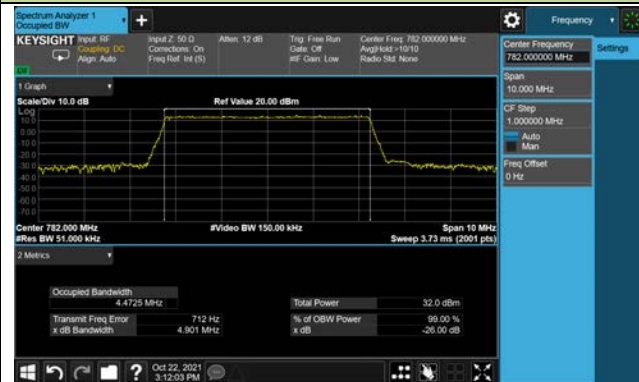 Spectrum Analyzer 1
Occupied BW
Frequency
KEYSIGHT
Input: RF
Coupling: DC
Align: Auto
Input Z: 50 Ω
Corrections: On
Freq Ref: Int (S)
Atten: 12 dB
Trig: Free Run
Gate: Off
#IF Gain: Low
Center Freq: 782.000000 MHz
Avg|Hold:>10/10
Radio Std: None
Center Frequency
782.000000 MHz
Settings
Span
10.000 MHz
CF Step
1.000000 MHz
Auto
Man
Freq Offset
0 Hz
1 Graph
Scale/Div 10.0 dB
Ref Value 20.00 dBm
Log
10.0
0.00
-10.0
-20.0
-30.0
-40.0
-50.0
-60.0
-70.0
Center 782.000 MHz
#Video BW 150.00 kHz
Span 10 MHz
#Res BW 51.000 kHz
Sweep 3.73 ms (2001 pts)
2 Metrics
Occupied Bandwidth
4.4725 MHz
Total Power
32.0 dBm
Transmit Freq Error
712 Hz
% of OBW Power
99.00 %
x dB Bandwidth
4.901 MHz
x dB
-26.00 dB
Oct 22, 2021
3:12:03 PM